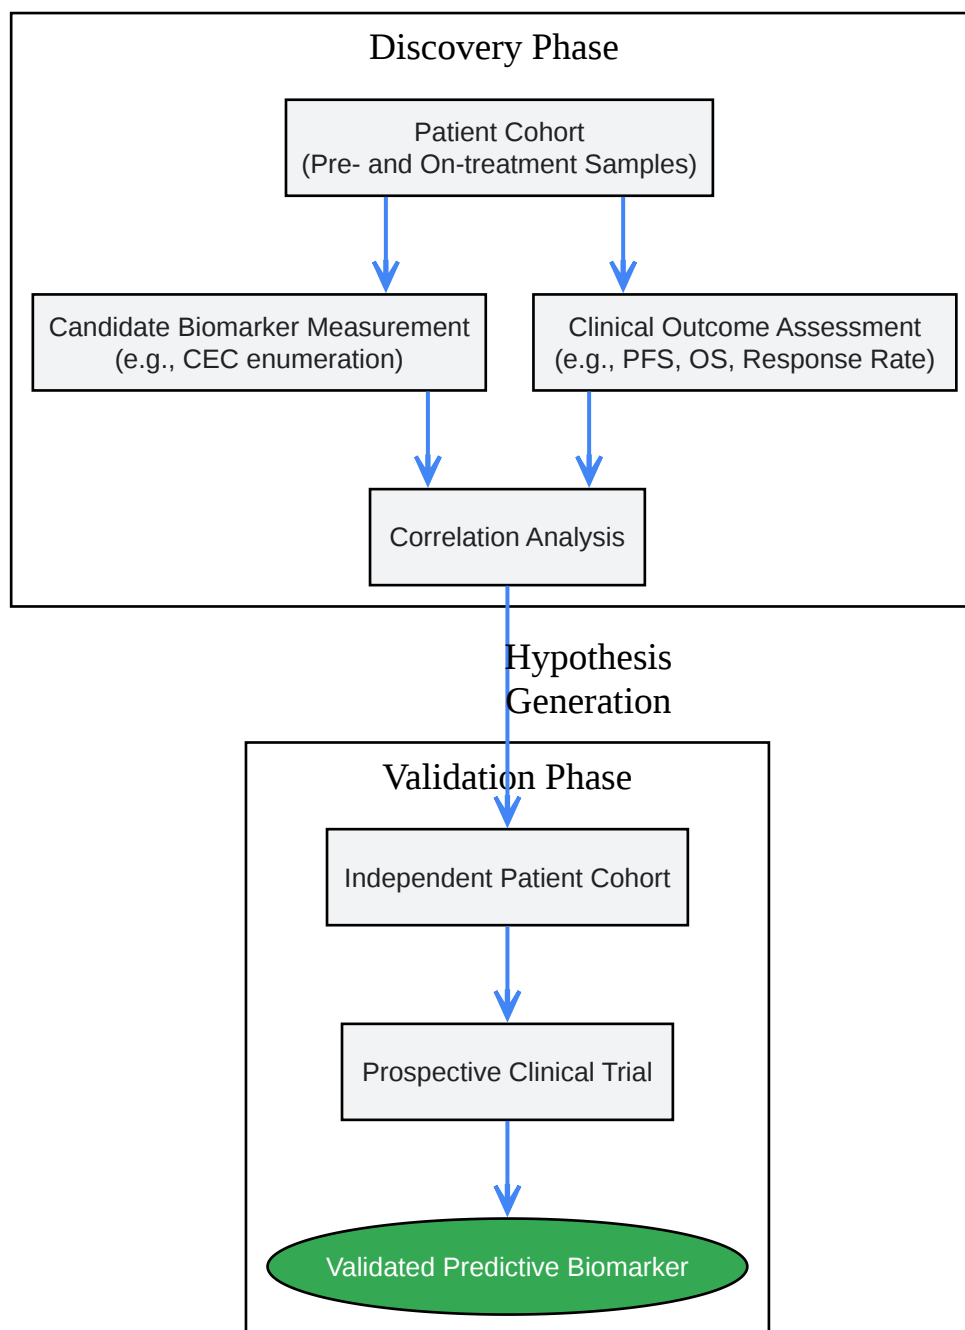 Discovery Phase
Patient Cohort
(Pre- and On-treatment Samples)
Candidate Biomarker Measurement
(e.g., CEC enumeration)
Clinical Outcome Assessment
(e.g., PFS, OS, Response Rate)
Correlation Analysis
Hypothesis
Generation
Validation Phase
Independent Patient Cohort
Prospective Clinical Trial
Validated Predictive Biomarker